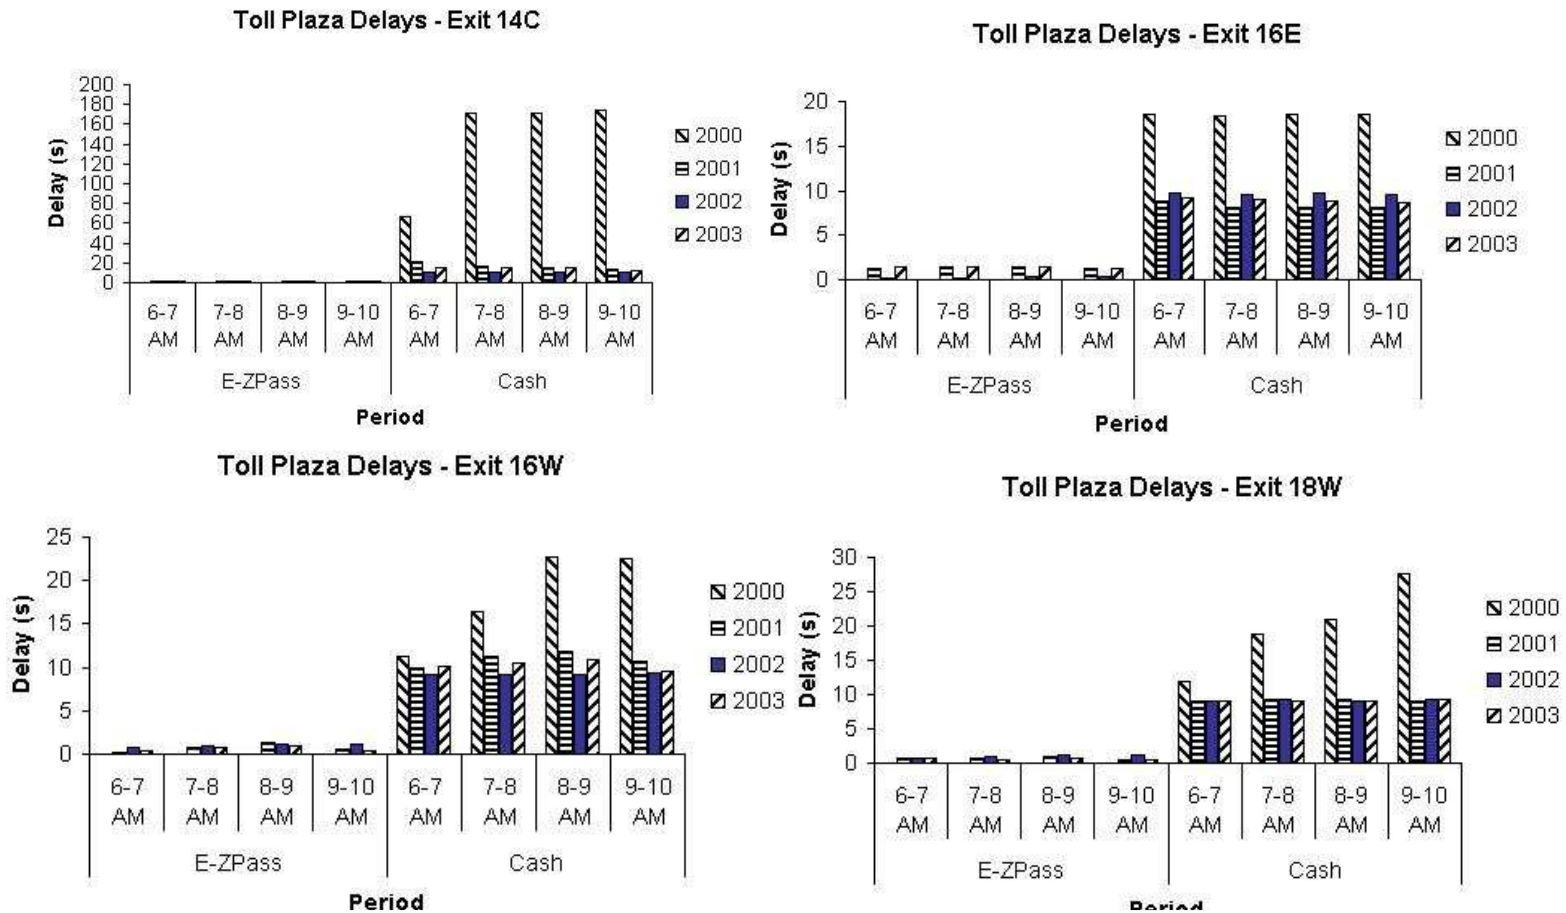 Toll Plaza Delays - Exit 14C
200
180
160
140
120
100
80
60
40
20
0
Delay (s)
2000
2001
2002
2003
6-7 7-8 8-9 9-10 6-7 7-8 8-9 9-10
AM AM AM AM AM AM AM AM
E-ZPass Cash
Period
Toll Plaza Delays - Exit 16E
20
15
10
5
0
Delay (s)
2000
2001
2002
2003
6-7 7-8 8-9 9-10 6-7 7-8 8-9 9-10
AM AM AM AM AM AM AM AM
E-ZPass Cash
Period
Toll Plaza Delays - Exit 16W
25
20
15
10
5
0
Delay (s)
2000
2001
2002
2003
6-7 7-8 8-9 9-10 6-7 7-8 8-9 9-10
AM AM AM AM AM AM AM AM
E-ZPass Cash
Period
Toll Plaza Delays - Exit 18W
30
25
20
15
10
5
0
Delay (s)
2000
2001
2002
2003
6-7 7-8 8-9 9-10 6-7 7-8 8-9 9-10
AM AM AM AM AM AM AM AM
E-ZPass Cash
Period